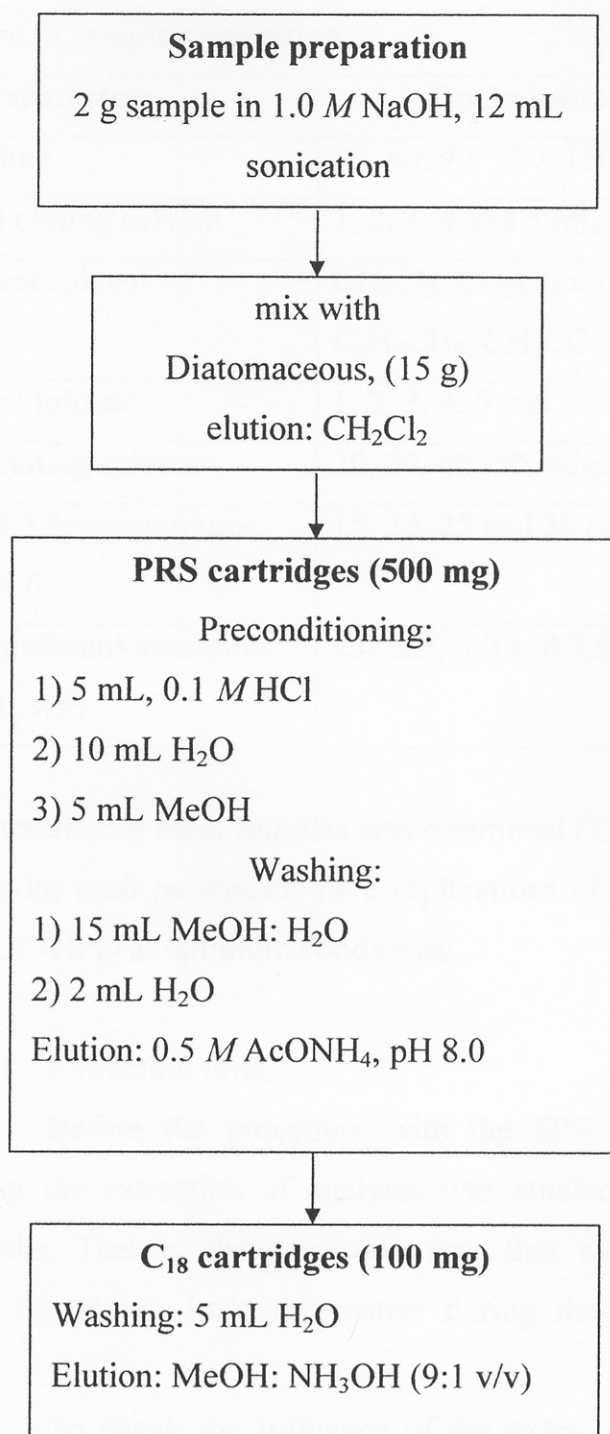 Sample preparation
2 g sample in 1.0 M NaOH, 12 mL
sonication
mix with
Diatomaceous, (15 g)
elution: CH₂Cl₂
PRS cartridges (500 mg)
Preconditioning:
1) 5 mL, 0.1 M HCl
2) 10 mL H₂O
3) 5 mL MeOH
Washing:
1) 15 mL MeOH: H₂O
2) 2 mL H₂O
Elution: 0.5 M AcONH₄, pH 8.0
C₁₈ cartridges (100 mg)
Washing: 5 mL H₂O
Elution: MeOH: NH₃OH (9:1 v/v)